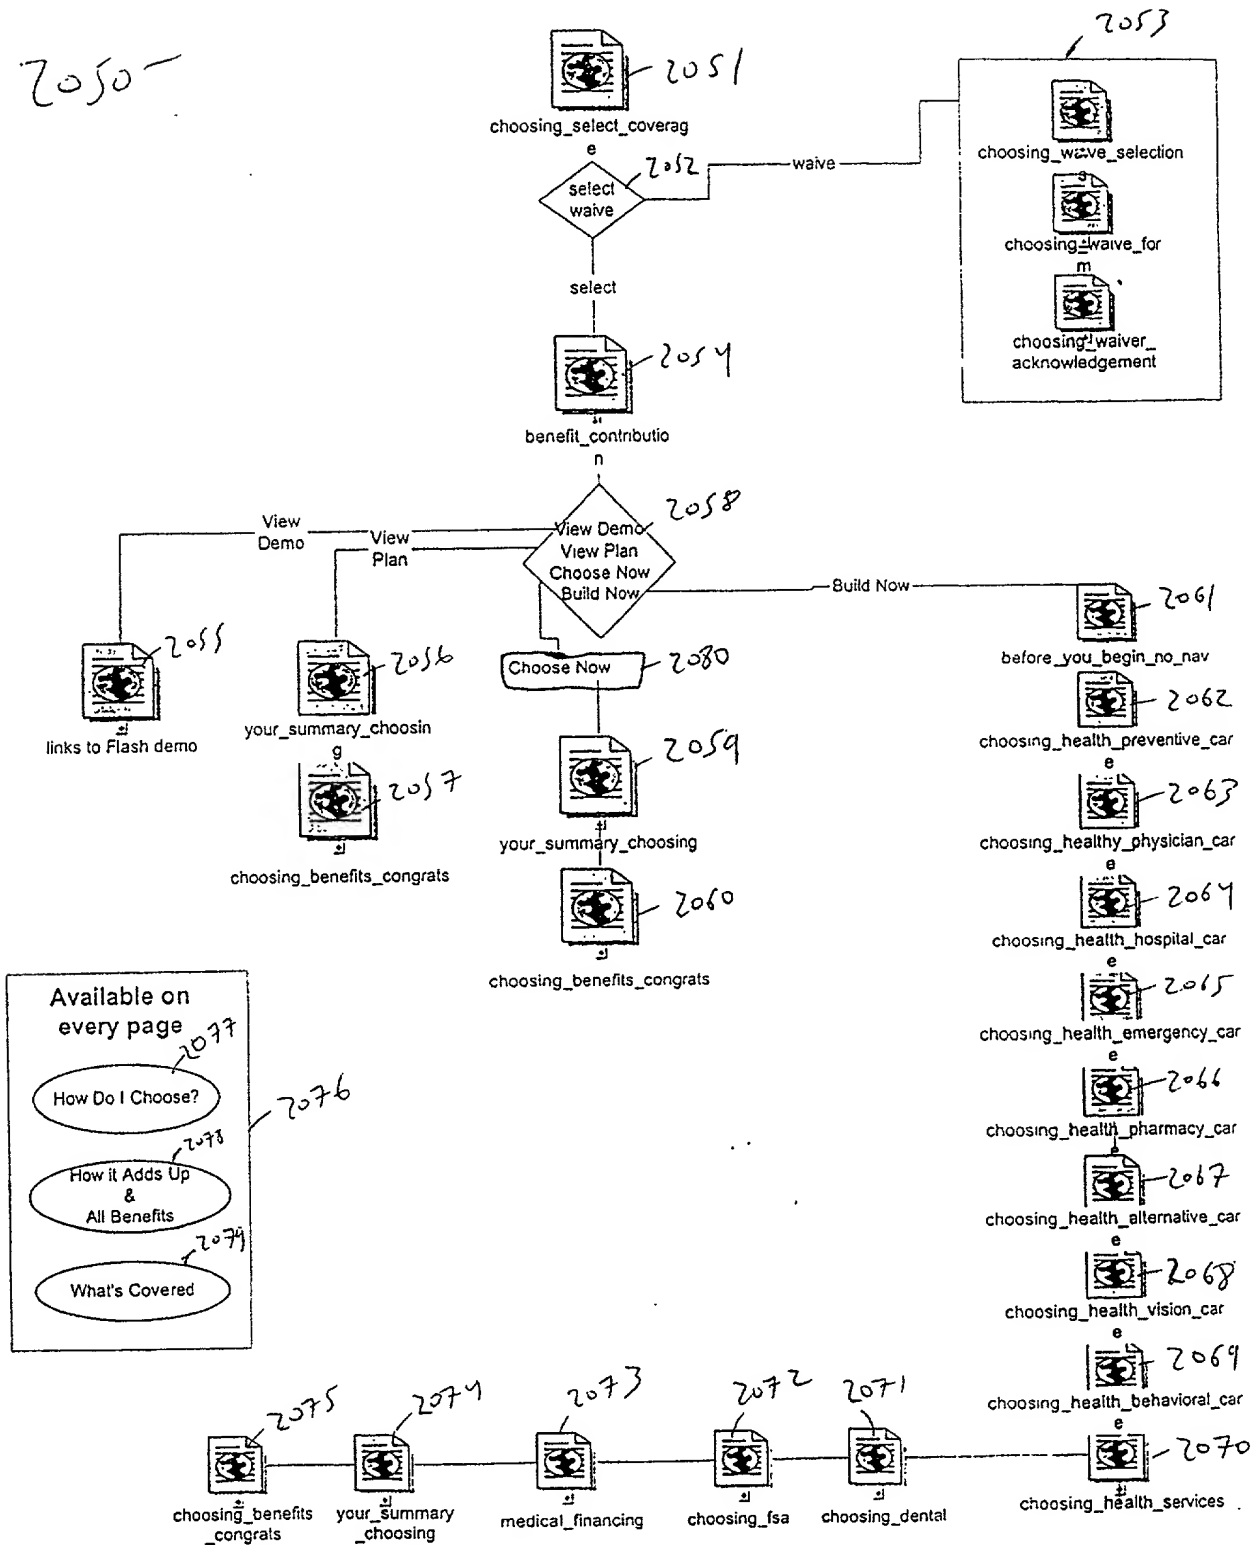 2050
2051
choosing_select_coverag
e
2052
select
waive
waive
select
2053
choosing_waive_selection
s
choosing_waive_for
m
choosing_waiver_
acknowledgement
2054
benefit_contributio
n
2058
View Demo
View Plan
Choose Now
Build Now
View
Demo
View
Plan
Build Now
2055
links to Flash demo
2056
your_summary_choosin
g
2057
choosing_benefits_congrats
Choose Now
2080
2059
your_summary_choosing
2060
choosing_benefits_congrats
2061
before_you_begin_no_nav
2062
choosing_health_preventive_car
e
2063
choosing_healthy_physician_car
e
2064
choosing_health_hospital_car
e
2065
choosing_health_emergency_car
e
2066
choosing_health_pharmacy_car
e
2067
choosing_health_alternative_car
e
2068
choosing_health_vision_car
e
2069
choosing_health_behavioral_car
e
2070
choosing_health_services
Available on
every page
2077
How Do I Choose?
2076
2078
How it Adds Up
&
All Benefits
2079
What's Covered
2075
choosing_benefits
_congrats
2074
your_summary
_choosing
2073
medical_financing
2072
choosing_fsa
2071
choosing_dental